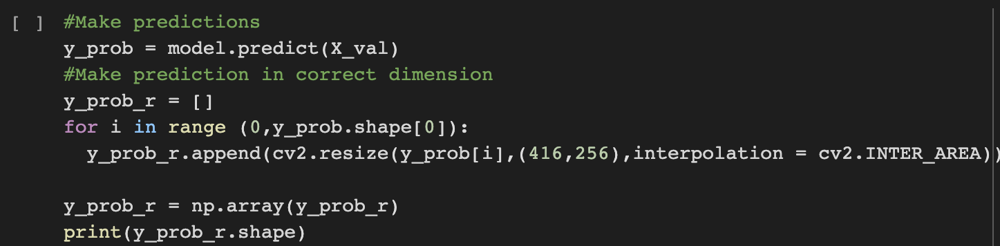 [ ] #Make predictions
y_prob = model.predict(X_val)
#Make prediction in correct dimension
y_prob_r = []
for i in range (0,y_prob.shape[0]):
  y_prob_r.append(cv2.resize(y_prob[i],(416,256),interpolation = cv2.INTER_AREA))
y_prob_r = np.array(y_prob_r)
print(y_prob_r.shape)